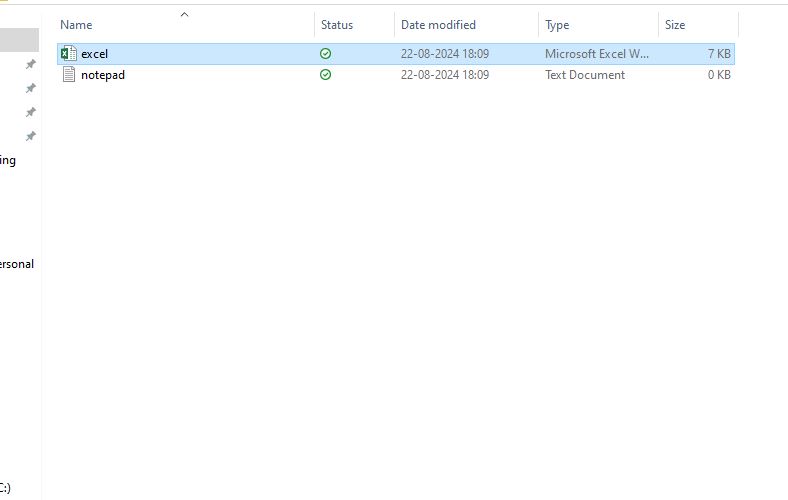 Name Status Date modified Type Size
excel 22-08-2024 18:09 Microsoft Excel W... 7 KB
notepad 22-08-2024 18:09 Text Document 0 KB
ing
ersonal
C:)